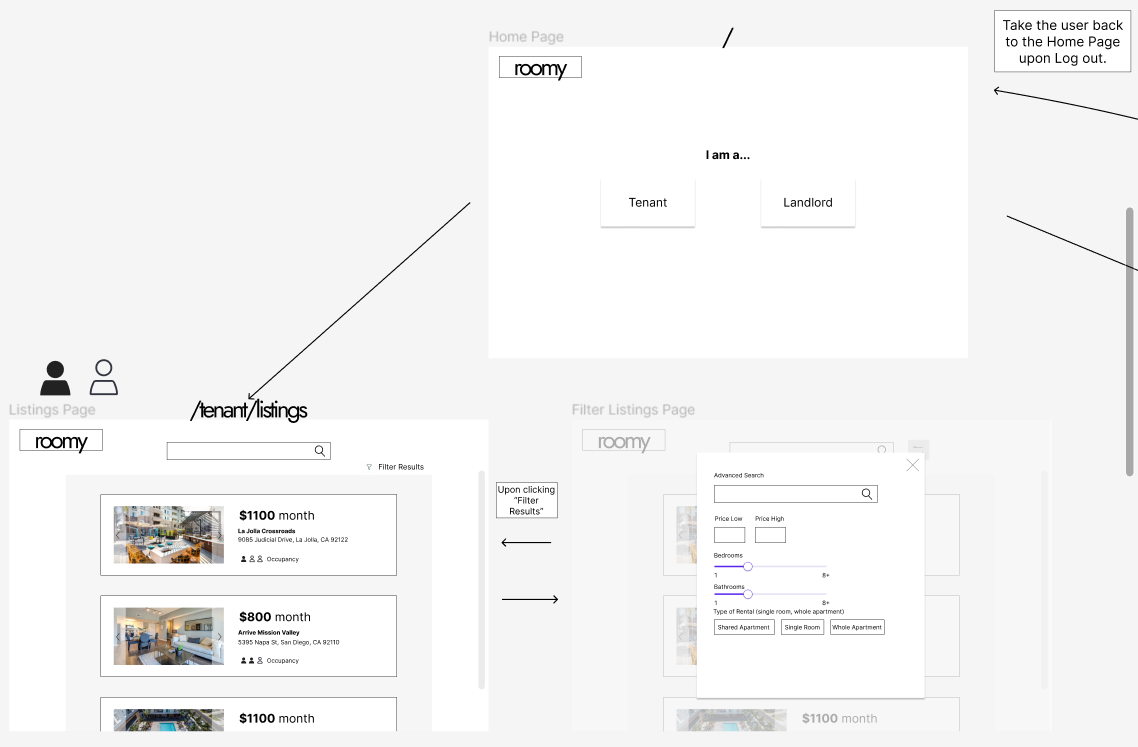 Home Page
/
Take the user back
to the Home Page
upon Log out.
roomy
I am a...
Tenant
Landlord
Listings Page
/tenant/listings
roomy
Filter Results
$1100 month
La Jolla Crossroads
9085 Judicial Drive, La Jolla, CA 92122
Occupancy
$800 month
Arrive Mission Valley
5395 Napa St, San Diego, CA 92110
Occupancy
$1100 month
Upon clicking
"Filter
Results"
Filter Listings Page
roomy
Advanced Search
Price Low
Price High
Bedrooms
1
8+
Bathrooms
1
8+
Type of Rental (single room, whole apartment)
Shared Apartment
Single Room
Whole Apartment
$1100 month